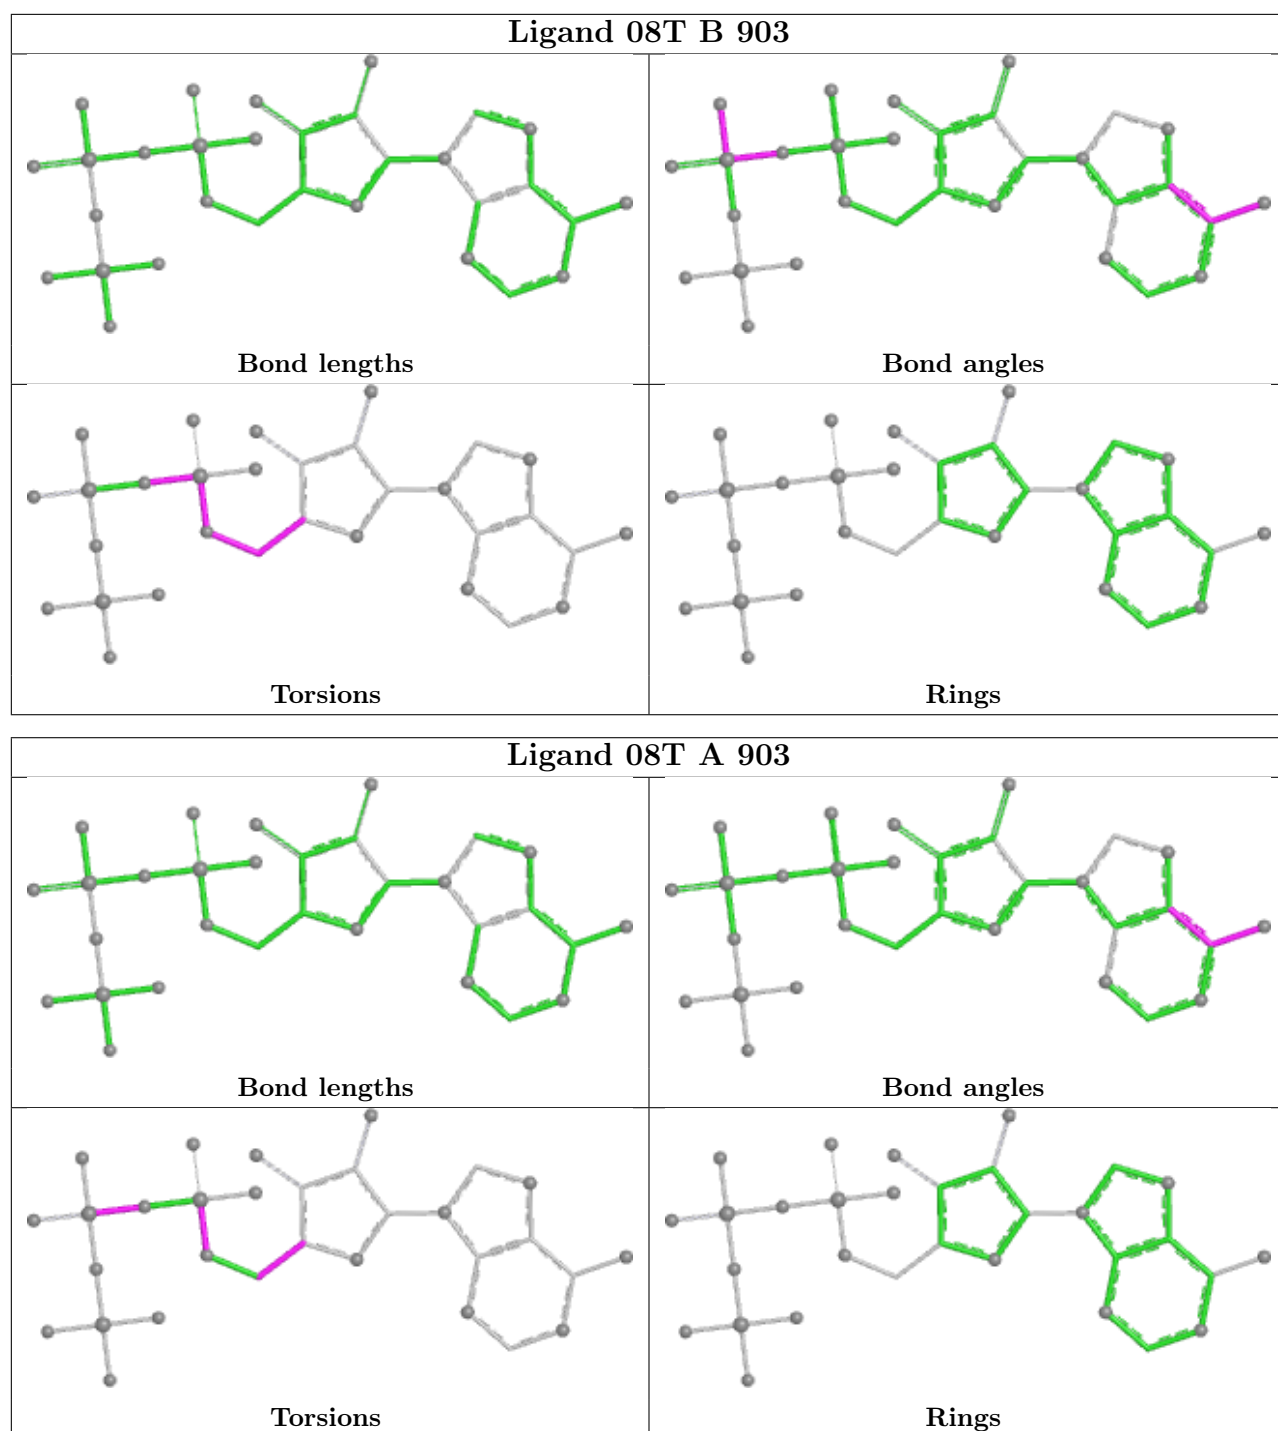 Ligand 08T B 903
Bond lengths
Bond angles
Torsions
Rings
Ligand 08T A 903
Bond lengths
Bond angles
Torsions
Rings